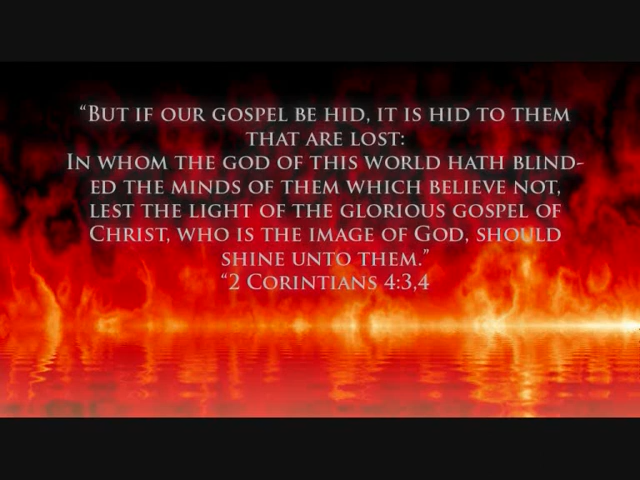 “But if our gospel be hid, it is hid to them
that are lost:
In whom the god of this world hath blind-
ed the minds of them which believe not,
lest the light of the glorious gospel of
Christ, who is the image of God, should
shine unto them.”
“2 Corinthians 4:3,4